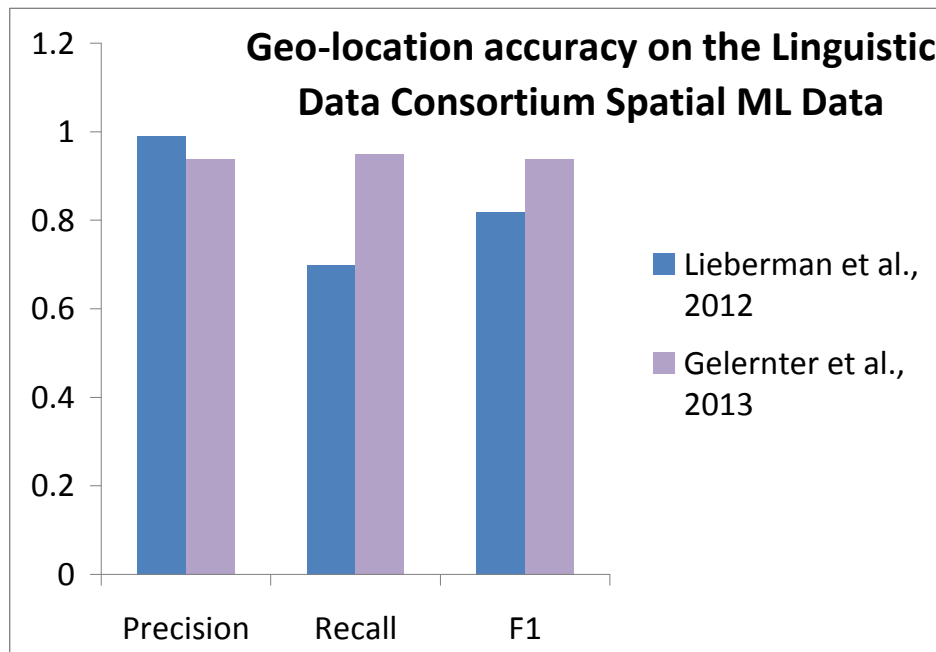 Geo-location accuracy on the Linguistic
Data Consortium Spatial ML Data
1.2
1
0.8
0.6
0.4
0.2
0
Precision
Recall
F1
Lieberman et al.,
2012
Gelernter et al.,
2013